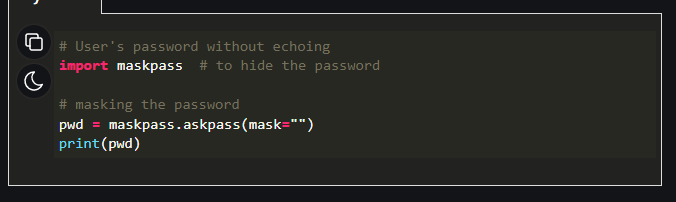 # User's password without echoing
import maskpass  # to hide the password

# masking the password
pwd = maskpass.askpass(mask="")
print(pwd)